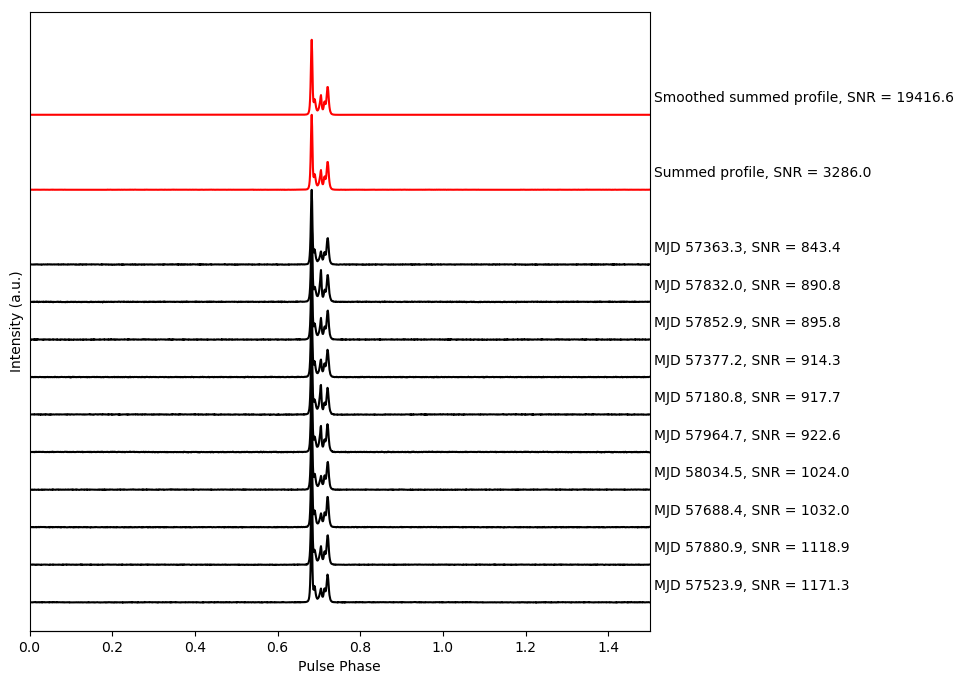 Smoothed summed profile, SNR = 19416.6
Summed profile, SNR = 3286.0
MJD 57363.3, SNR = 843.4
MJD 57832.0, SNR = 890.8
MJD 57852.9, SNR = 895.8
MJD 57377.2, SNR = 914.3
MJD 57180.8, SNR = 917.7
MJD 57964.7, SNR = 922.6
MJD 58034.5, SNR = 1024.0
MJD 57688.4, SNR = 1032.0
MJD 57880.9, SNR = 1118.9
MJD 57523.9, SNR = 1171.3
Intensity (a.u.)
0.0 0.2 0.4 0.6 0.8 1.0 1.2 1.4
Pulse Phase